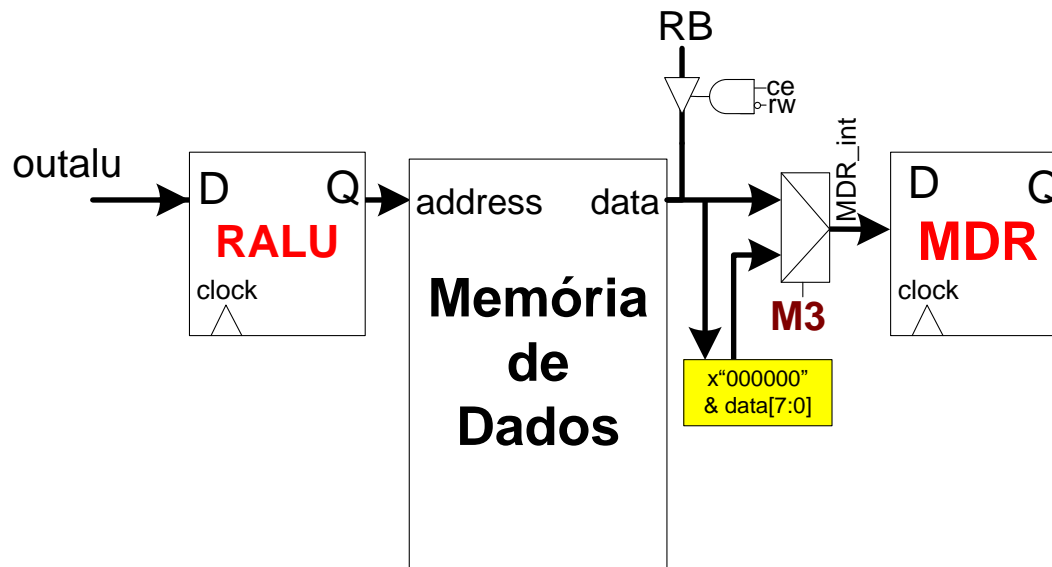 RB
ce
rw
outalu
D
Q
RALU
clock
address
data
Memória
de
Dados
M3
MDR_int
D
Q
MDR
clock
x“000000”
& data[7:0]